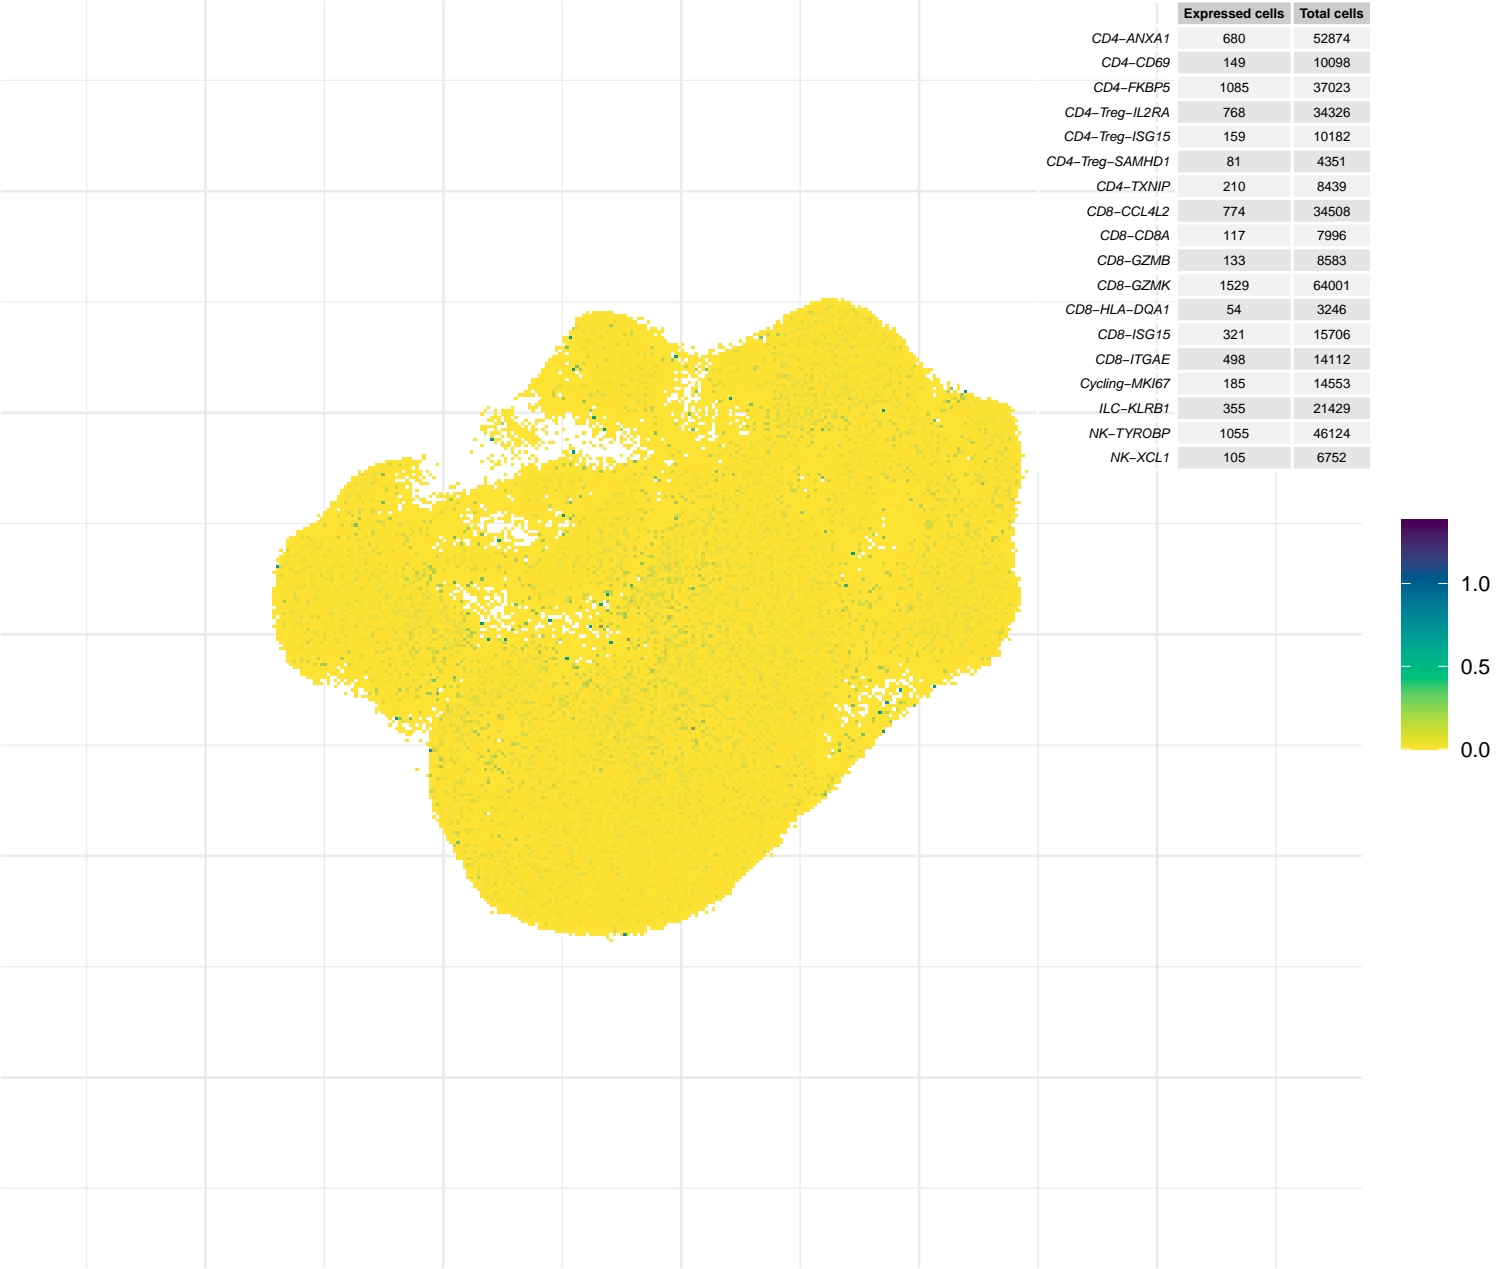 Expressed cells Total cells
CD4−ANXA1 680 52874
CD4−CD69 149 10098
CD4−FKBP5 1085 37023
CD4−Treg−IL2RA 768 34326
CD4−Treg−ISG15 159 10182
CD4−Treg−SAMHD1 81 4351
CD4−TXNIP 210 8439
CD8−CCL4L2 774 34508
CD8−CD8A 117 7996
CD8−GZMB 133 8583
CD8−GZMK 1529 64001
CD8−HLA−DQA1 54 3246
CD8−ISG15 321 15706
CD8−ITGAE 498 14112
Cycling−MKI67 185 14553
ILC−KLRB1 355 21429
NK−TYROBP 1055 46124
NK−XCL1 105 6752
1.0
0.5
0.0